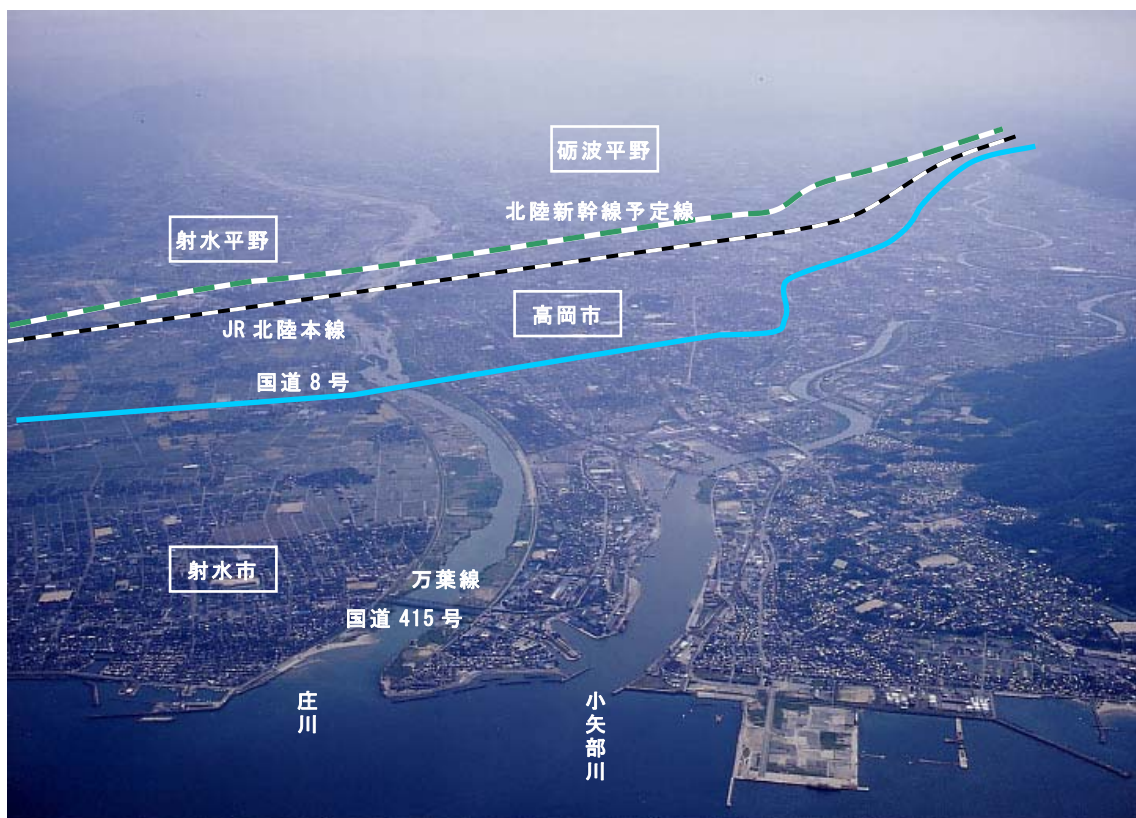 砺波平野
北陸新幹線予定線
射水平野
高岡市
JR 北陸本線
国道 8 号
射水市
万葉線
国道 415 号
庄川
小矢部川